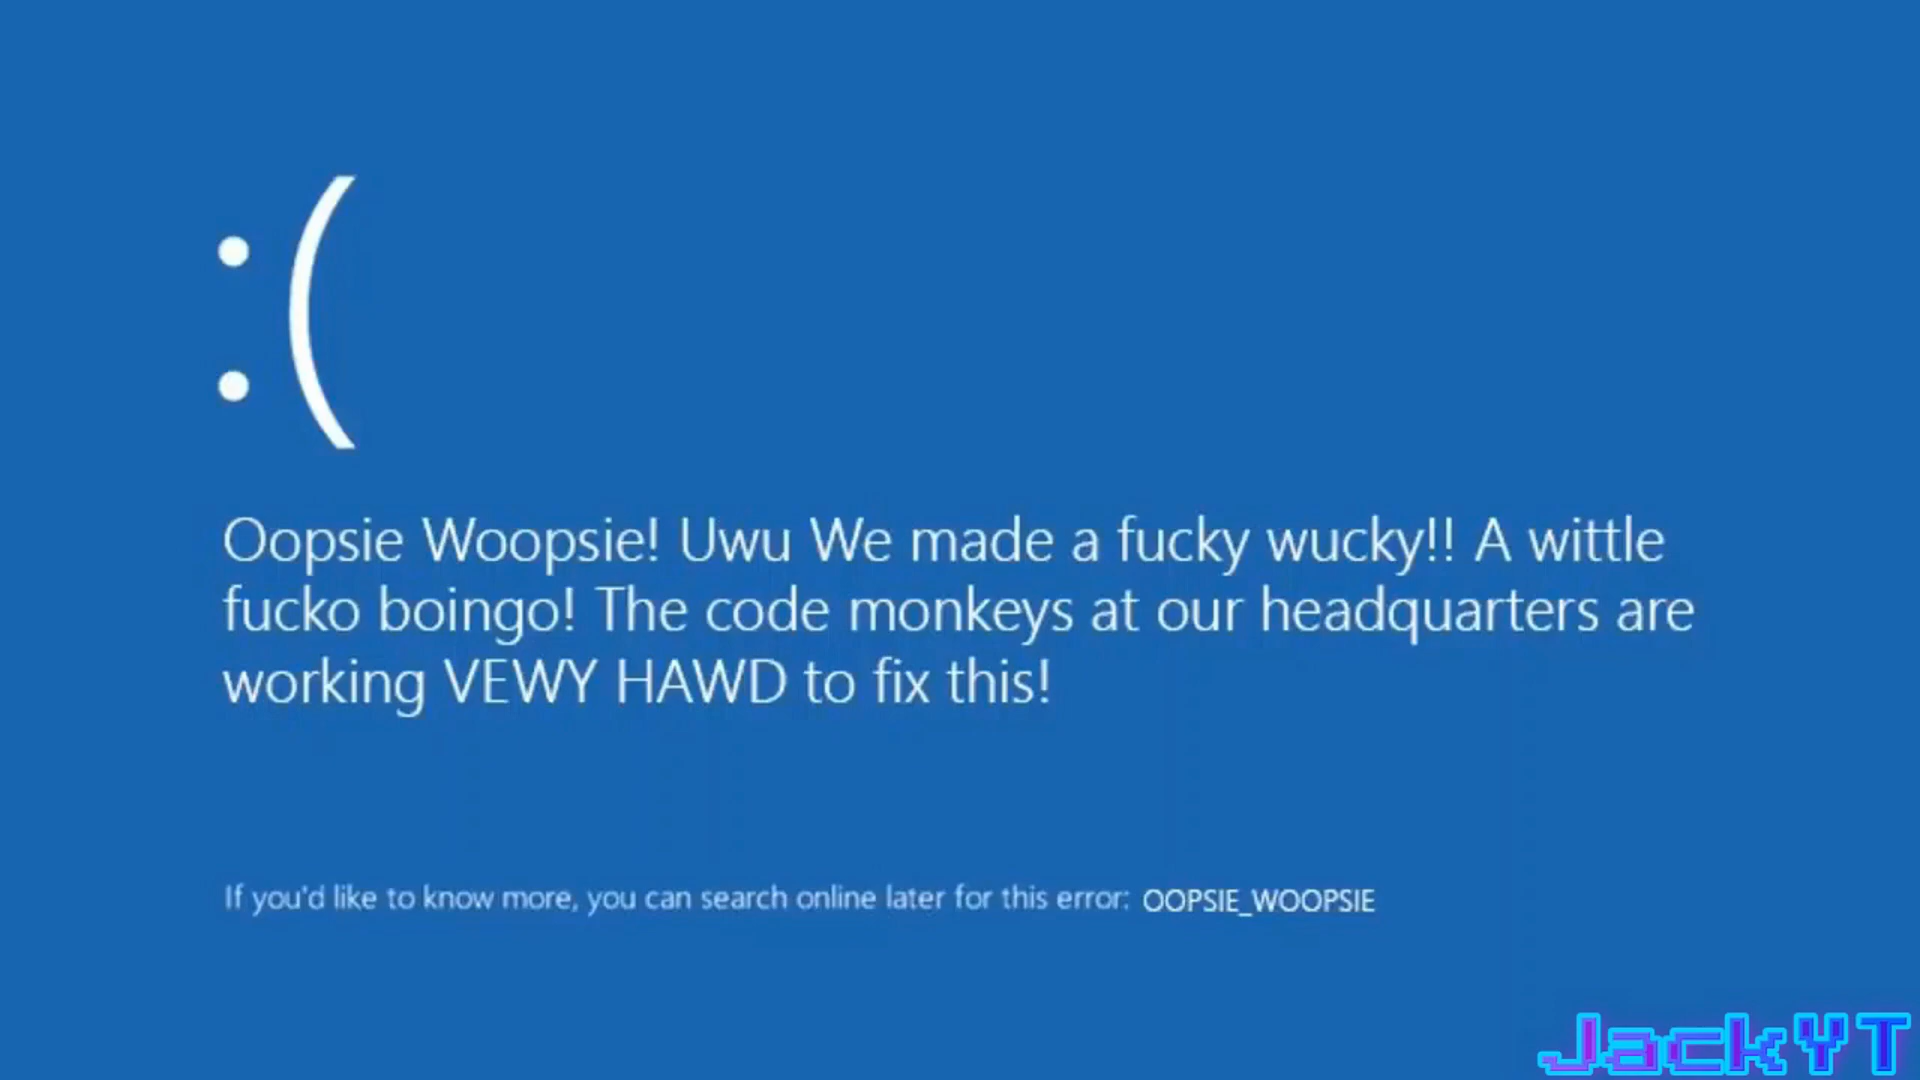 :(
Oopsie Woopsie! Uwu We made a fucky wucky!! A wittle
fucko boingo! The code monkeys at our headquarters are
working VEWY HAWD to fix this!
If you'd like to know more, you can search online later for this error: OOPSIE_WOOPSIE
JackYT